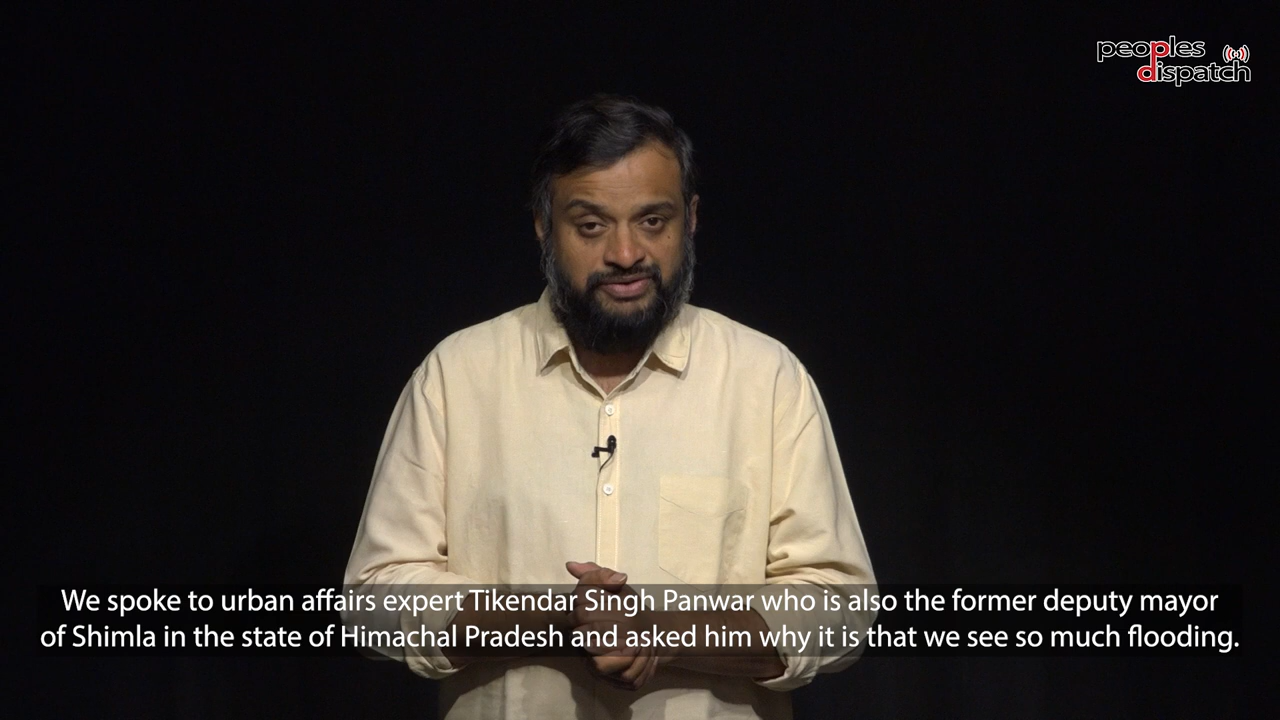 peoples
dispatch
We spoke to urban affairs expert Tikendar Singh Panwar who is also the former deputy mayor
of Shimla in the state of Himachal Pradesh and asked him why it is that we see so much flooding.